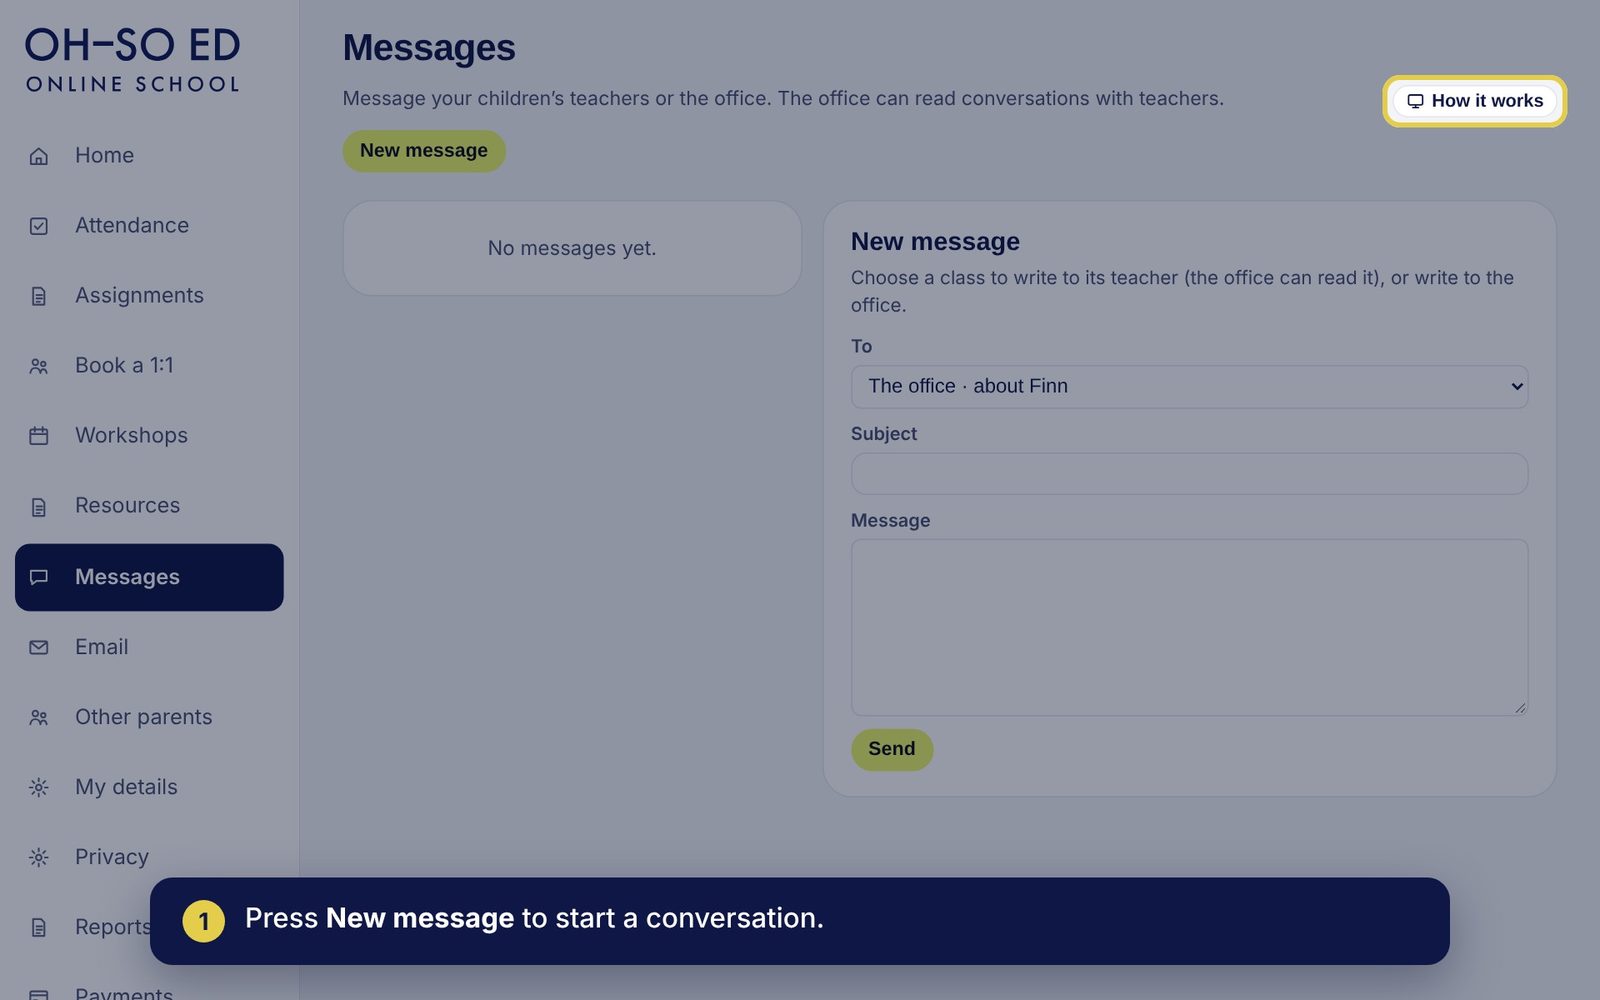 OH–SO ED
ONLINE SCHOOL
Home
Attendance
Assignments
Book a 1:1
Workshops
Resources
Messages
Email
Other parents
My details
Privacy
Reports
Payments
Messages
Message your children’s teachers or the office. The office can read conversations with teachers.
How it works
New message
No messages yet.
New message
Choose a class to write to its teacher (the office can read it), or write to the
office.
To
The office · about Finn
Subject
Message
Send
1 Press New message to start a conversation.